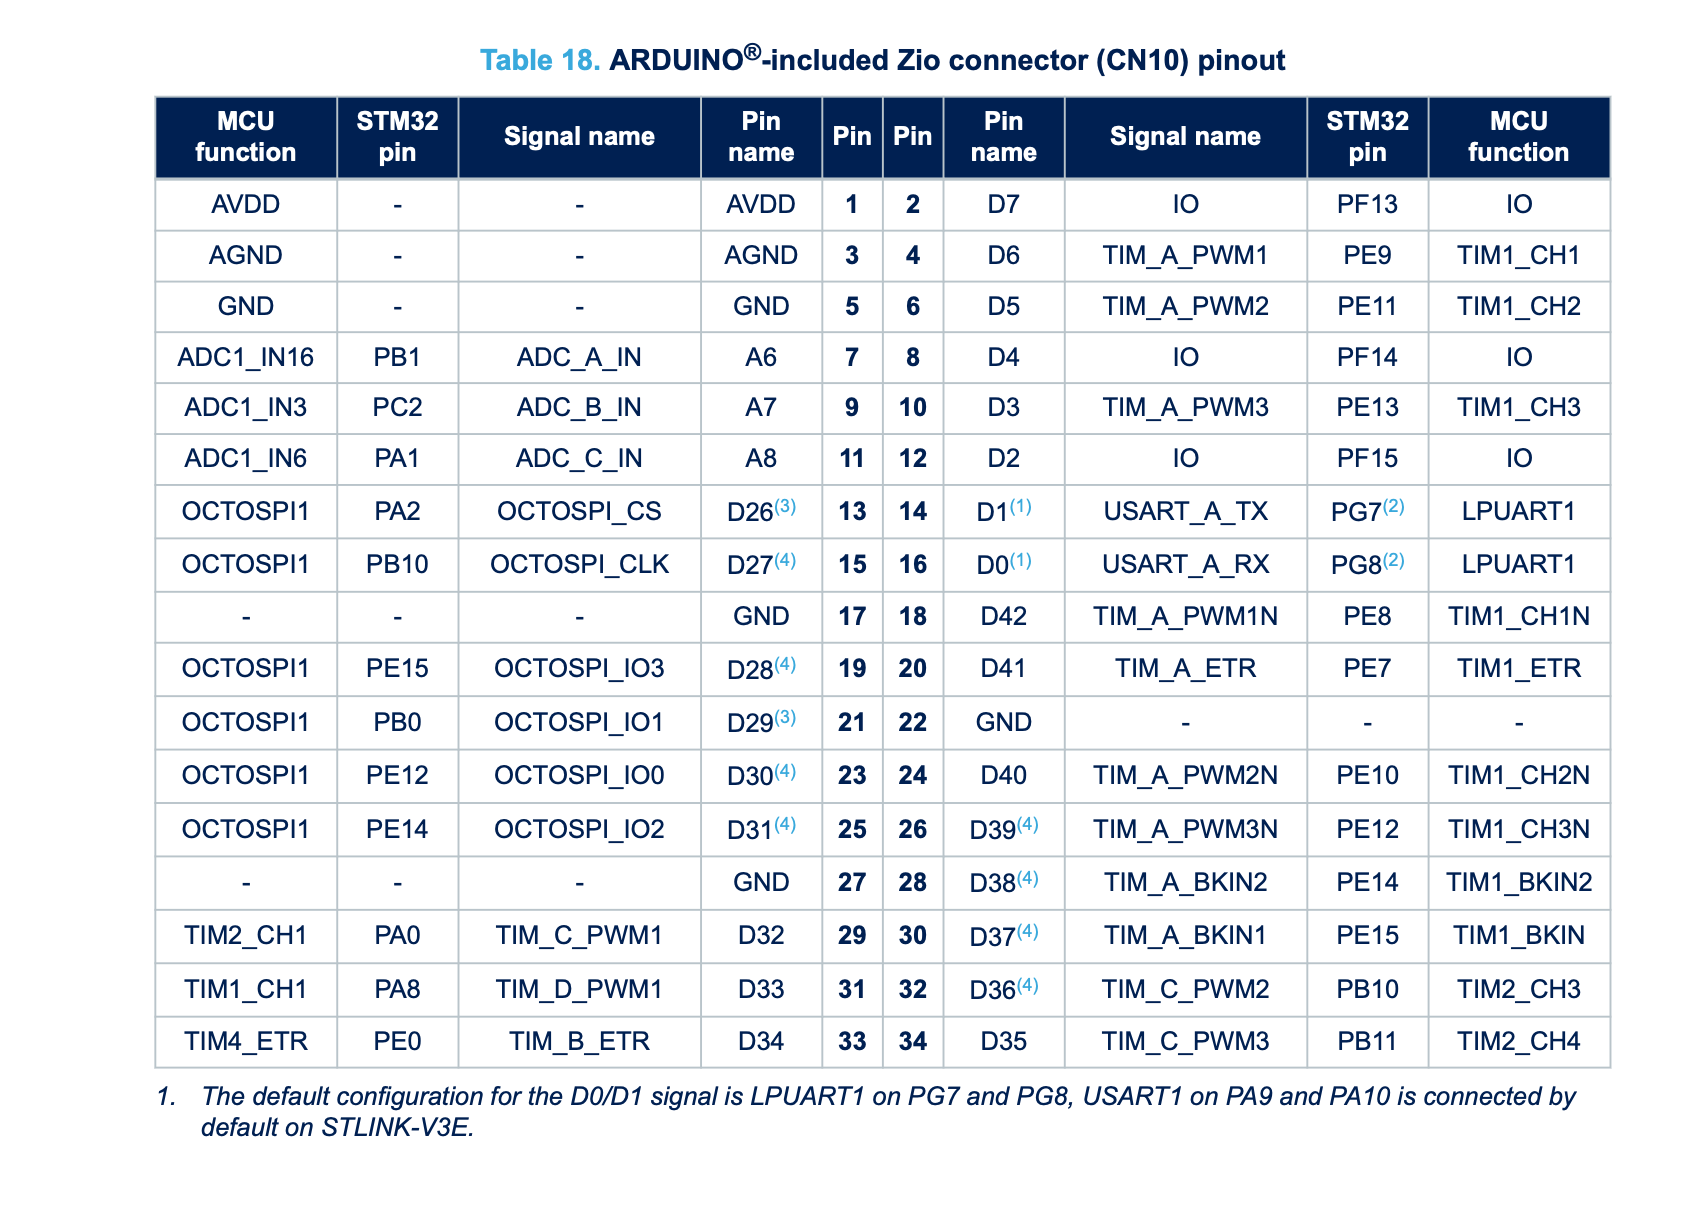 Table 18. ARDUINO®-included Zio connector (CN10) pinout
MCU function STM32 pin Signal name Pin name Pin Pin Pin name Signal name STM32 pin MCU function
AVDD - - AVDD 1 2 D7 IO PF13 IO
AGND - - AGND 3 4 D6 TIM_A_PWM1 PE9 TIM1_CH1
GND - - GND 5 6 D5 TIM_A_PWM2 PE11 TIM1_CH2
ADC1_IN16 PB1 ADC_A_IN A6 7 8 D4 IO PF14 IO
ADC1_IN3 PC2 ADC_B_IN A7 9 10 D3 TIM_A_PWM3 PE13 TIM1_CH3
ADC1_IN6 PA1 ADC_C_IN A8 11 12 D2 IO PF15 IO
OCTOSPI1 PA2 OCTOSPI_CS D26(3) 13 14 D1(1) USART_A_TX PG7(2) LPUART1
OCTOSPI1 PB10 OCTOSPI_CLK D27(4) 15 16 D0(1) USART_A_RX PG8(2) LPUART1
- - - GND 17 18 D42 TIM_A_PWM1N PE8 TIM1_CH1N
OCTOSPI1 PE15 OCTOSPI_IO3 D28(4) 19 20 D41 TIM_A_ETR PE7 TIM1_ETR
OCTOSPI1 PB0 OCTOSPI_IO1 D29(3) 21 22 GND - - -
OCTOSPI1 PE12 OCTOSPI_IO0 D30(4) 23 24 D40 TIM_A_PWM2N PE10 TIM1_CH2N
OCTOSPI1 PE14 OCTOSPI_IO2 D31(4) 25 26 D39(4) TIM_A_PWM3N PE12 TIM1_CH3N
- - - GND 27 28 D38(4) TIM_A_BKIN2 PE14 TIM1_BKIN2
TIM2_CH1 PA0 TIM_C_PWM1 D32 29 30 D37(4) TIM_A_BKIN1 PE15 TIM1_BKIN
TIM1_CH1 PA8 TIM_D_PWM1 D33 31 32 D36(4) TIM_C_PWM2 PB10 TIM2_CH3
TIM4_ETR PE0 TIM_B_ETR D34 33 34 D35 TIM_C_PWM3 PB11 TIM2_CH4
1. The default configuration for the D0/D1 signal is LPUART1 on PG7 and PG8, USART1 on PA9 and PA10 is connected by
default on STLINK-V3E.